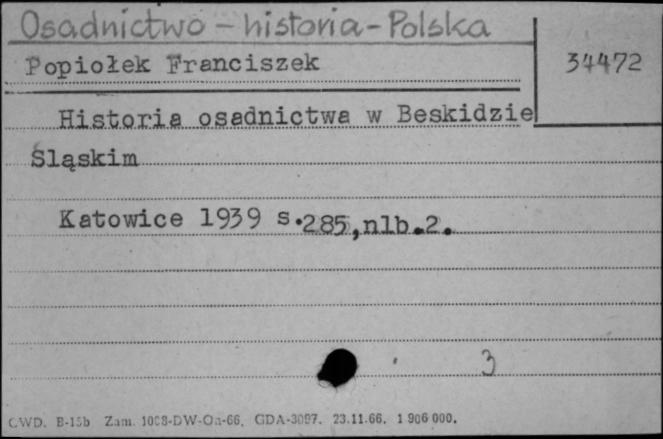 Osadnictwo - historia - Polska
Popiołek Franciszek
34472
Historia osadnictwa w Beskidzie
Śląskim
Katowice 1939 s.285,nlb.2.
3
CWD. B-15b Zam. 1008-DW-Oa-66. GDA-3097. 23.11.66. 1 906 000.